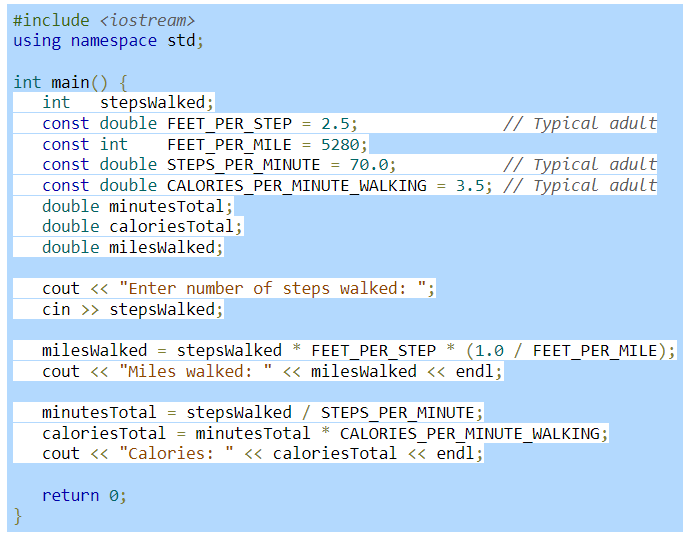 #include <iostream>
using namespace std;
int main() {
int stepsWalked;
const double FEET_PER_STEP = 2.5; // Typical adult
const int FEET_PER_MILE = 5280;
const double STEPS_PER_MINUTE = 70.0; // Typical adult
const double CALORIES_PER_MINUTE_WALKING = 3.5; // Typical adult
double minutesTotal;
double caloriesTotal;
double milesWalked;
cout << "Enter number of steps walked: ";
cin >> stepsWalked;
milesWalked = stepsWalked * FEET_PER_STEP * (1.0 / FEET_PER_MILE);
cout << "Miles walked: " << milesWalked << endl;
minutesTotal = stepsWalked / STEPS_PER_MINUTE;
caloriesTotal = minutesTotal * CALORIES_PER_MINUTE_WALKING;
cout << "Calories: " << caloriesTotal << endl;
return 0;
}